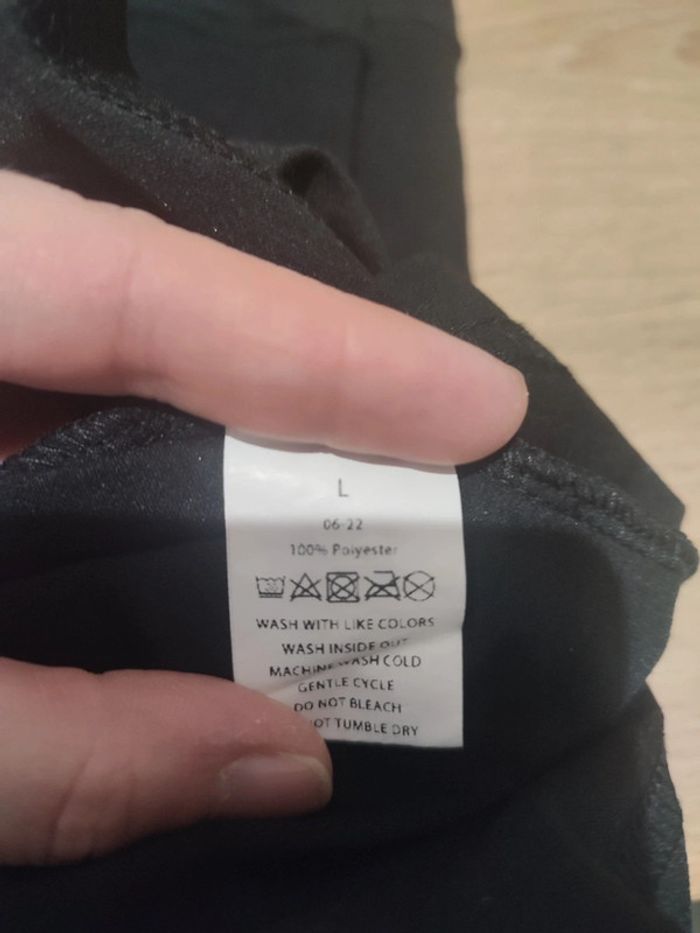 L
06-22
100% Polyester
WASH WITH LIKE COLORS
WASH INSIDE OUT
MACHINE WASH COLD
GENTLE CYCLE
DO NOT BLEACH
NOT TUMBLE DRY